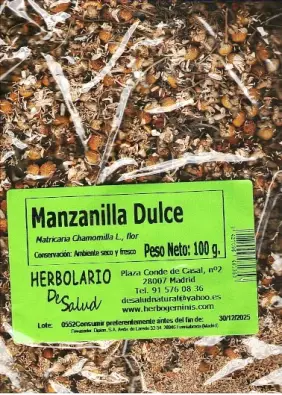 Manzanilla Dulce
Matricaria Chamomilla L., flor
Conservación: Ambiente seco y fresco Peso Neto: 100 g.
HERBOLARIO
De Salud
Plaza Conde de Casal, nº2
28007 Madrid
Tel. 91 576 08 36
desaludnatural@yahoo.es
www.herbogeminis.com
Lote: 0552 Consumir preferentemente antes del fin de: 30/12/2025